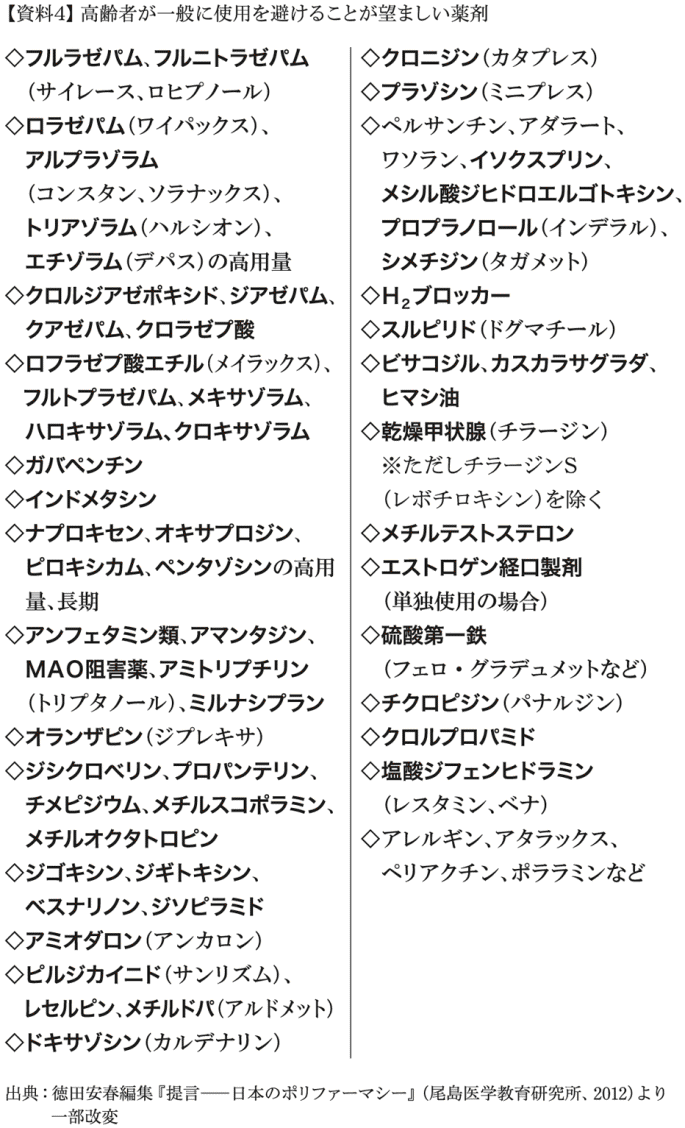 【資料4】高齢者が一般に使用を避けることが望ましい薬剤
◇フルラゼパム、フルニトラゼパム
（サイレース、ロヒプノール）
◇ロラゼパム（ワイパックス）、
アルプラゾラム
（コンスタン、ソラナックス）、
トリアゾラム（ハルシオン）、
エチゾラム（デパス）の高用量
◇クロルジアゼポキシド、ジアゼパム、
クアゼパム、クロラゼプ酸
◇ロフラゼプ酸エチル（メイラックス）、
フルトプラゼパム、メキサゾラム、
ハロキサゾラム、クロキサゾラム
◇ガバペンチン
◇インドメタシン
◇ナプロキセン、オキサプロジン、
ピロキシカム、ペンタゾシンの高用
量、長期
◇アンフェタミン類、アマンタジン、
MAO阻害薬、アミトリプチリン
（トリプタノール）、ミルナシプラン
◇オランザピン（ジプレキサ）
◇ジシクロベリン、プロパンテリン、
チメピジウム、メチルスコポラミン、
メチルオクタトロピン
◇ジゴキシン、ジギトキシン、
ベスナリノン、ジソピラミド
◇アミオダロン（アンカロン）
◇ピルジカイニド（サンリズム）、
レセルピン、メチルドパ（アルドメット）
◇ドキサゾシン（カルデナリン）
◇クロニジン（カタプレス）
◇プラゾシン（ミニプレス）
◇ペルサンチン、アダラート、
ワソラン、イソクスプリン、
メシル酸ジヒドロエルゴトキシン、
プロプラノロール（インデラル）、
シメチジン（タガメット）
◇H₂ブロッカー
◇スルピリド（ドグマチール）
◇ビサコジル、カスカラサグラダ、
ヒマシ油
◇乾燥甲状腺（チラージン）
※ただしチラージンS
（レボチロキシン）を除く
◇メチルテストステロン
◇エストロゲン経口製剤
（単独使用の場合）
◇硫酸第一鉄
（フェロ・グラデュメットなど）
◇チクロピジン（パナルジン）
◇クロルプロパミド
◇塩酸ジフェンヒドラミン
（レスタミン、ベナ）
◇アレルギン、アタラックス、
ペリアクチン、ポララミンなど
出典：徳田安春編集『提言――日本のポリファーマシー』（尾島医学教育研究所、2012）より
一部改変